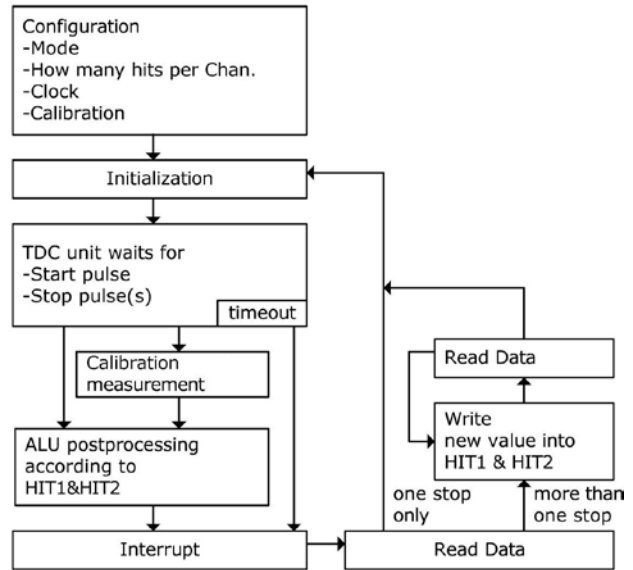 Configuration
-Mode
-How many hits per Chan.
-Clock
-Calibration
Initialization
TDC unit waits for
-Start pulse
-Stop pulse(s)
timeout
Calibration
measurement
ALU postprocessing
according to
HIT1&HIT2
Interrupt
Read Data
Write
new value into
HIT1 & HIT2
one stop
only
more than
one stop
Read Data